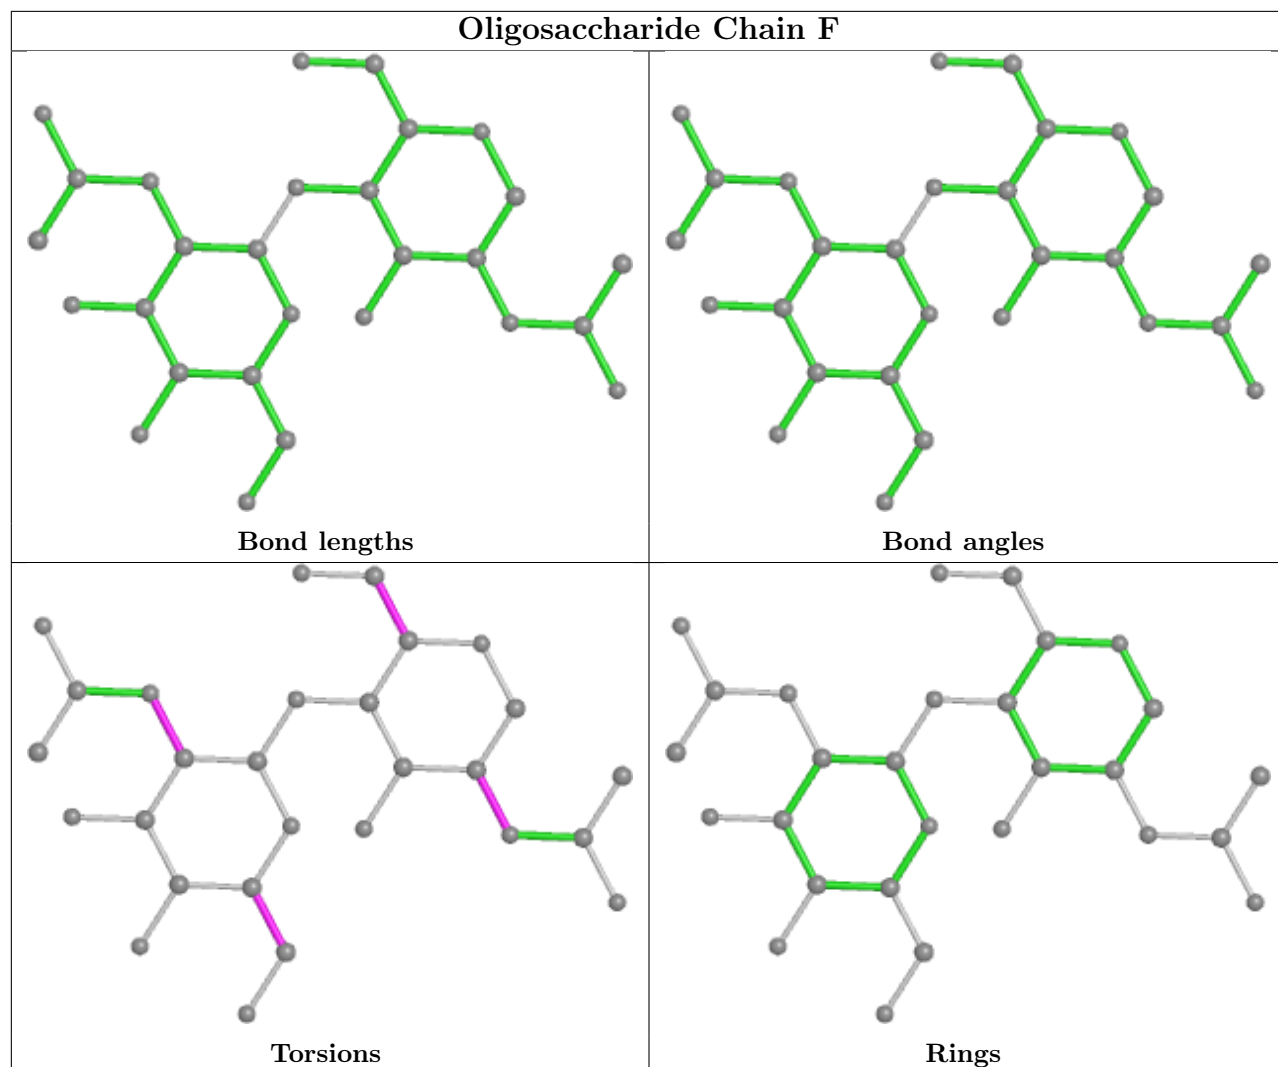 Oligosaccharide Chain F
Bond lengths
Bond angles
Torsions
Rings